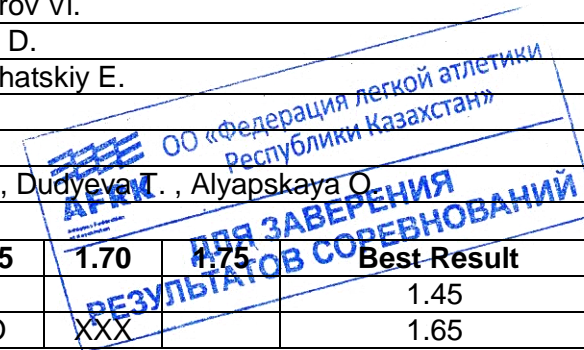 rov Vl.
D.
hatskiy E.
ОО «Федерация легкой атлетики
Республики Казахстан»
AFRK
, Dudyeva T. , Alyapskaya O.
ДЛЯ ЗАВЕРЕНИЯ
РЕЗУЛЬТАТОВ СОРЕВНОВАНИЙ
5 1.70 1.75 Best Result
1.45
O XXX 1.65